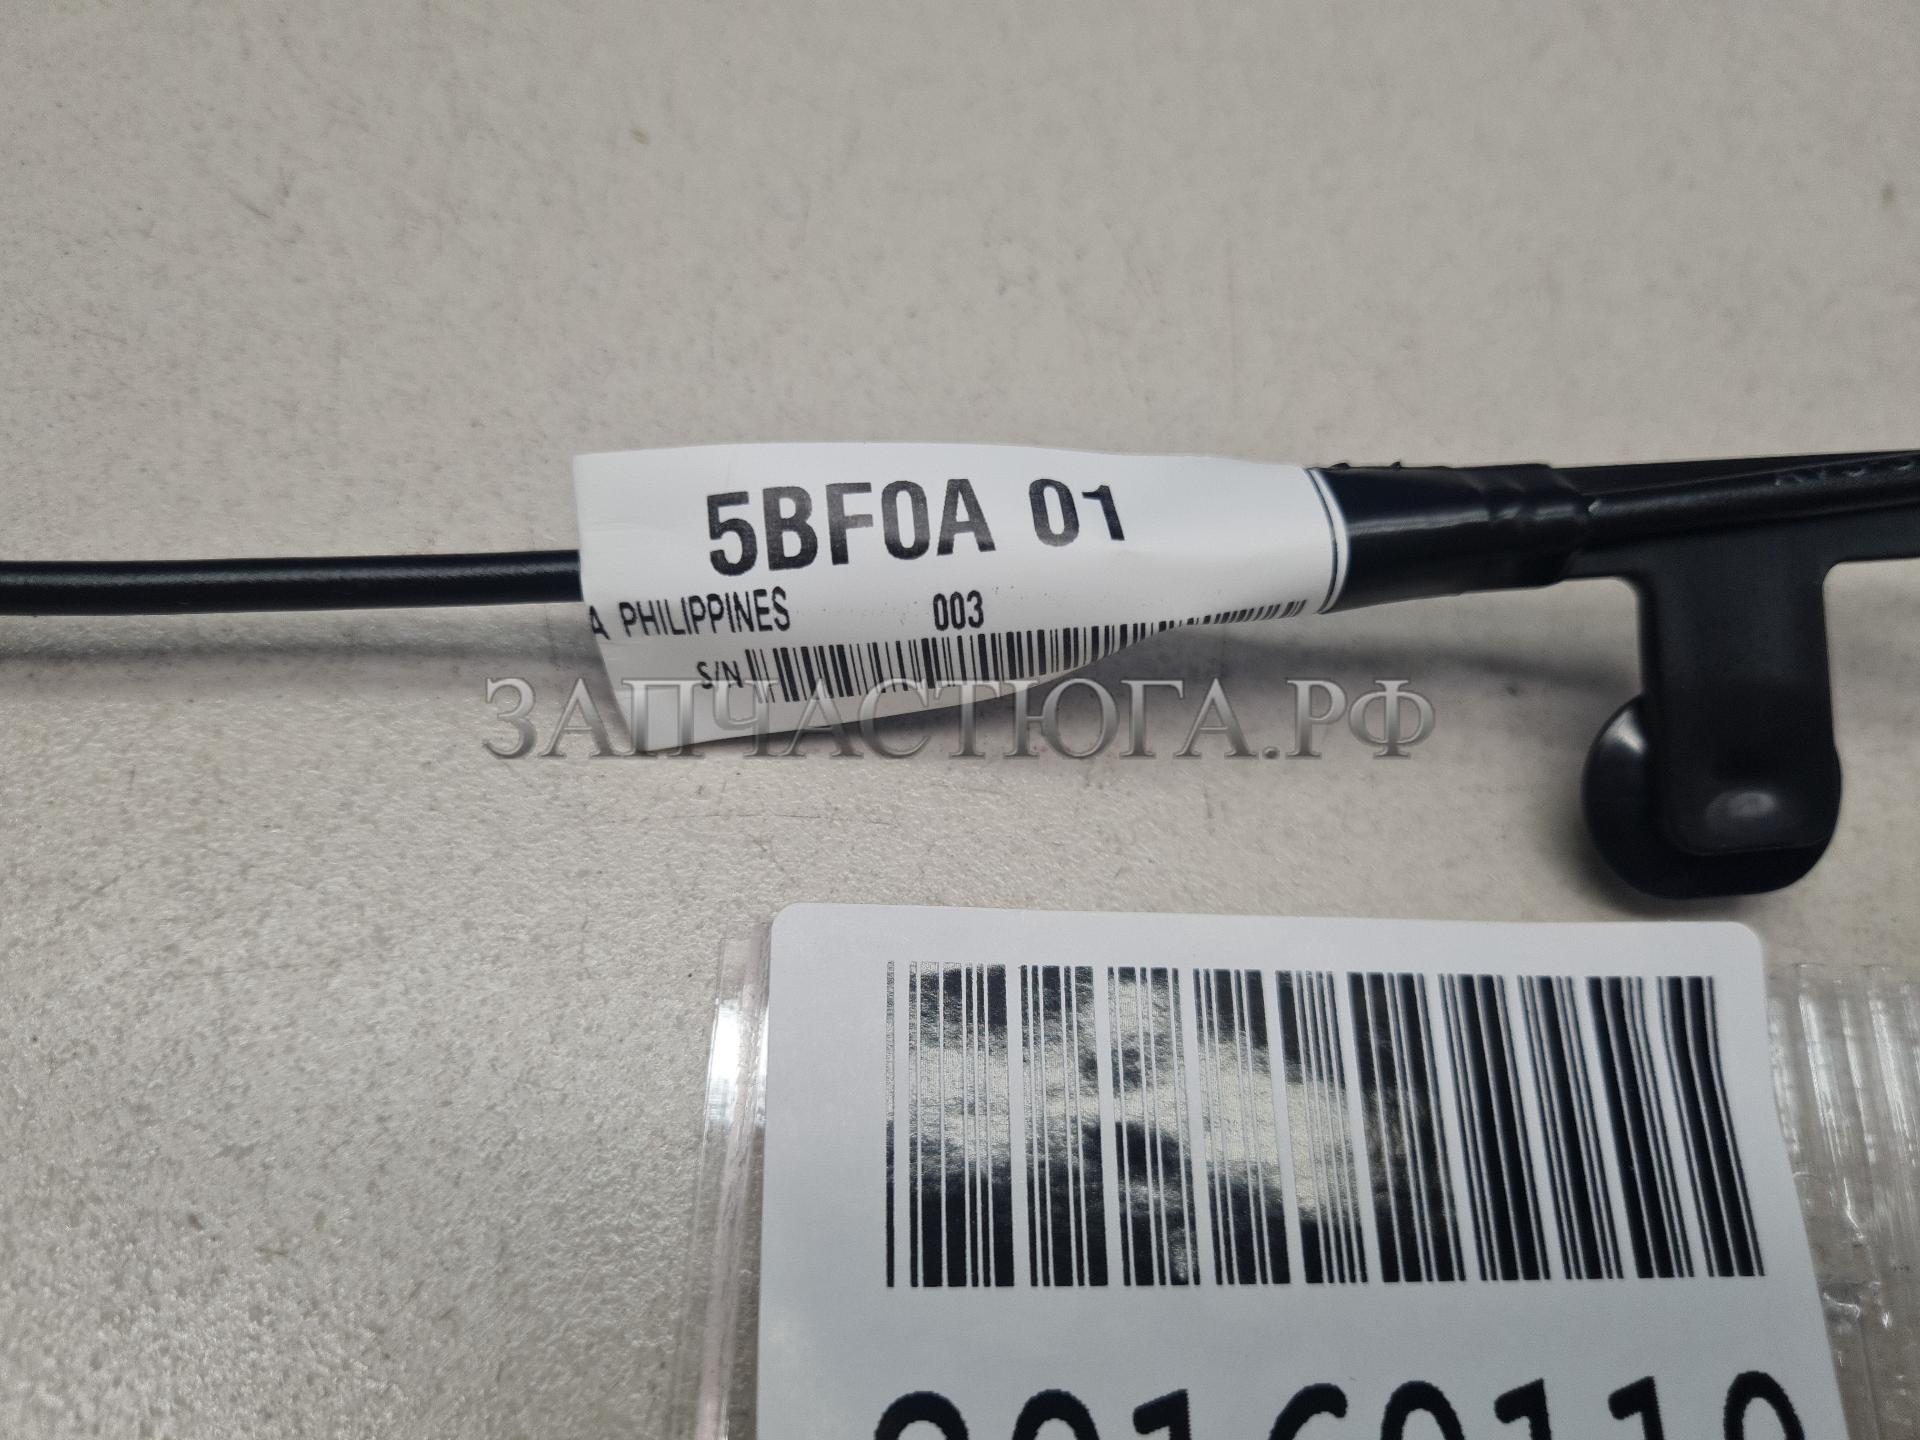 5BF0A 01
A PHILIPPINES 003
S/N
ЗАПЧАСТЮГА.РФ